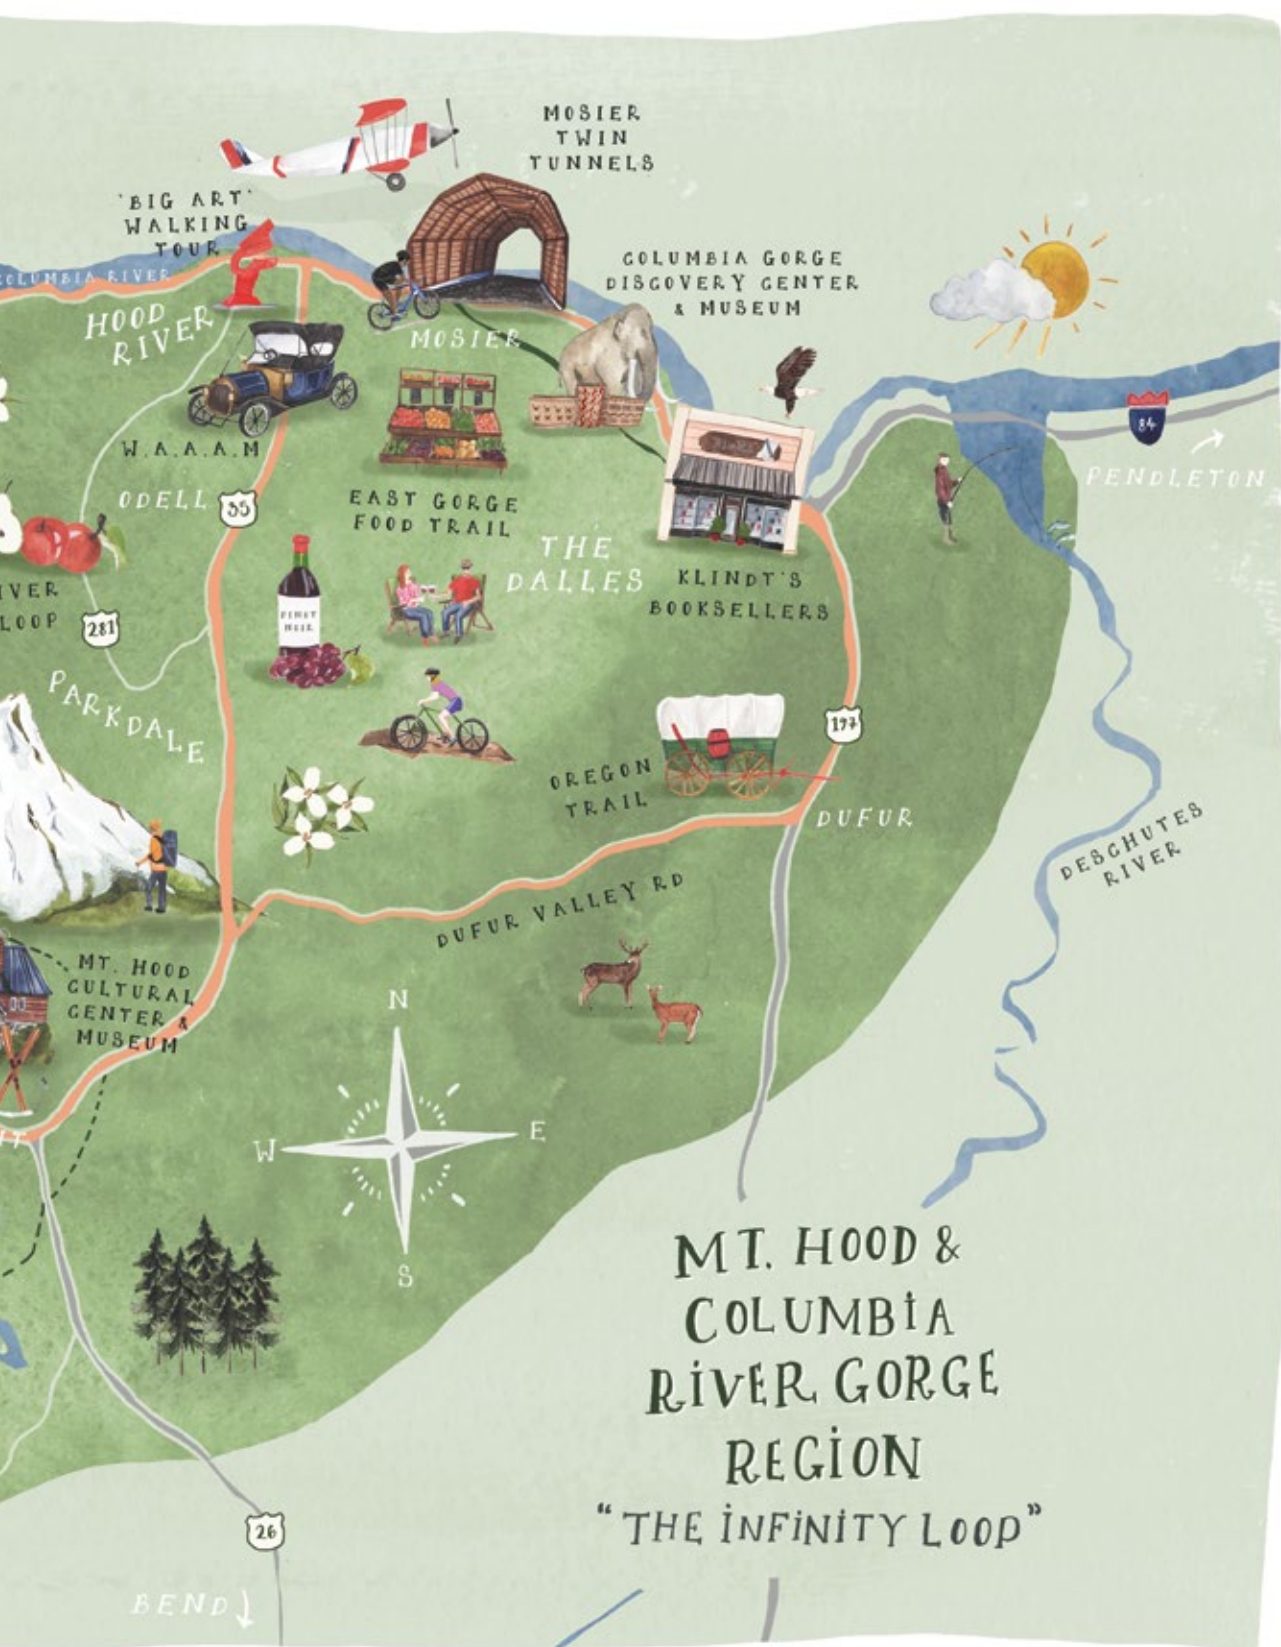 MOSIER
TWIN
TUNNELS
'BIG ART'
WALKING
TOUR
COLUMBIA RIVER
COLUMBIA GORGE
DISCOVERY CENTER
& MUSEUM
HOOD
RIVER
MOSIER
84
PENDLETON
W.A.A.A.M
ODELL
35
EAST GORGE
FOOD TRAIL
THE
DALLES
KLINDT'S
BOOKSELLERS
PINOT
NOIR
IVER
LOOP
281
PARKDALE
197
OREGON
TRAIL
DUFUR
DESCHUTES
RIVER
DUFUR VALLEY RD
MT. HOOD
CULTURAL
CENTER &
MUSEUM
N
W
E
S
MT. HOOD &
COLUMBIA
RIVER GORGE
REGION
"THE INFINITY LOOP"
26
BEND